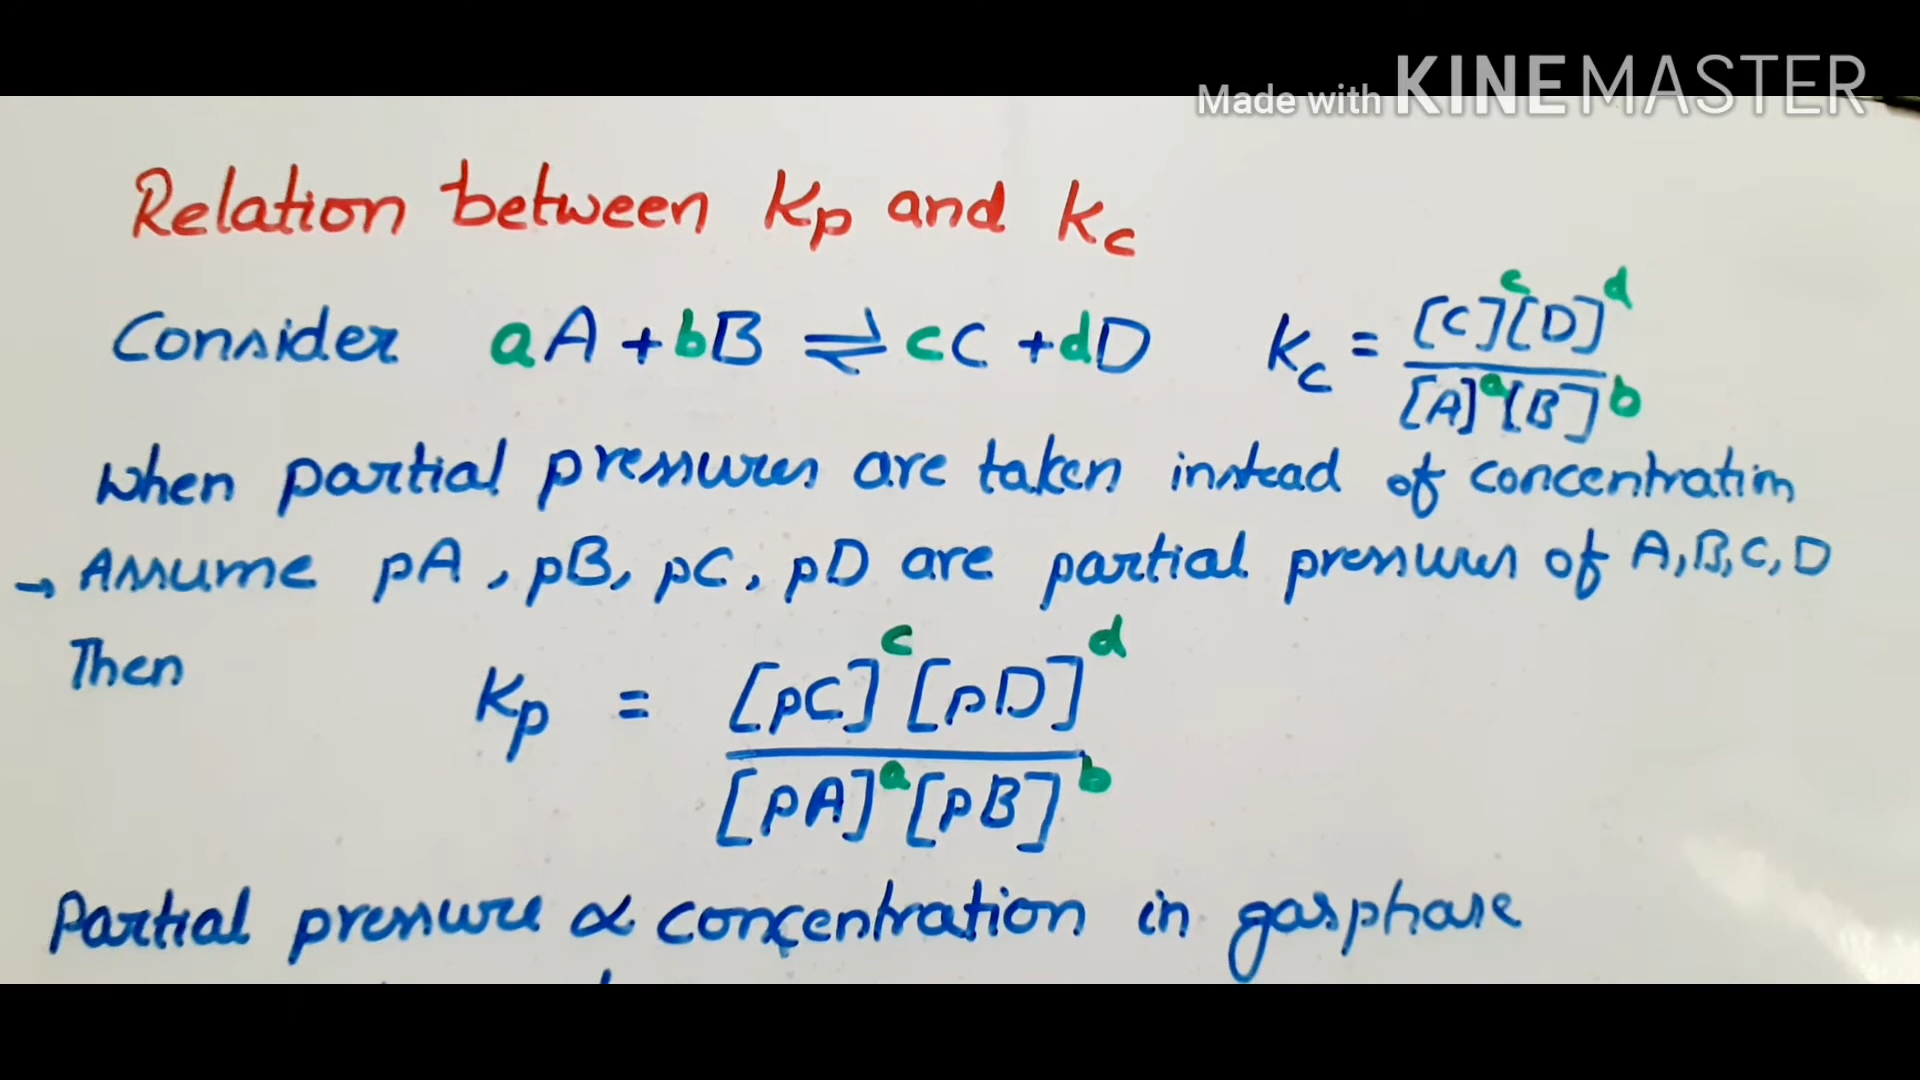 Made with KINEMASTER
Relation between Kp and Kc
Consider aA + bB ⇌ cC + dD Kc = [C]^c [D]^d / [A]^a [B]^b
When partial pressures are taken instead of concentration
→ Assume pA, pB, pC, pD are partial pressures of A, B, C, D
Then
Kp = [pC]^c [pD]^d / [pA]^a [pB]^b
Partial pressure ∝ concentration in gasphase